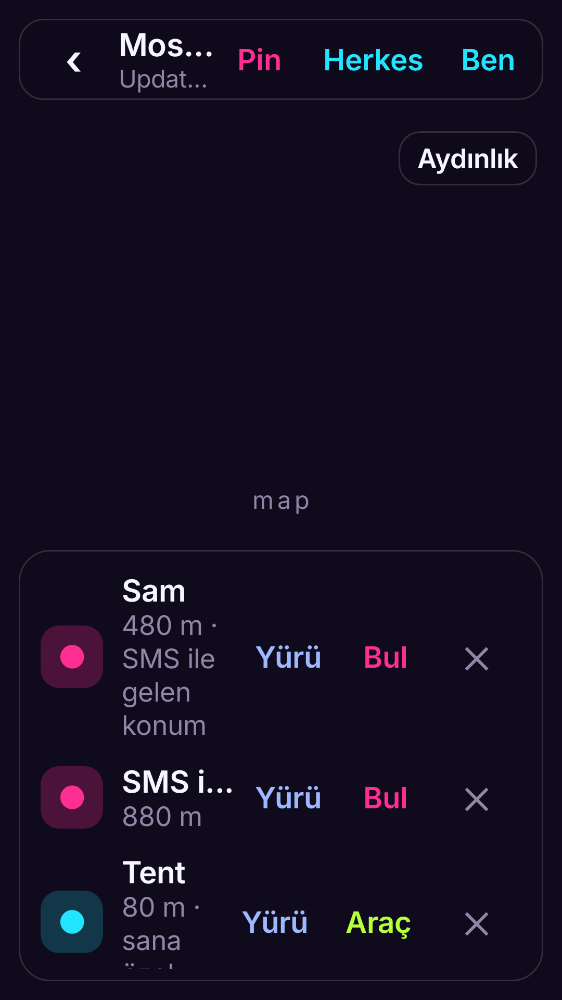 ‹ Mos... Pin Herkes Ben
Updat...
Aydınlık
map
Sam
480 m ·
SMS ile
gelen
konum
Yürü Bul ×
SMS i...
880 m
Yürü Bul ×
Tent
80 m ·
sana
Yürü Araç ×